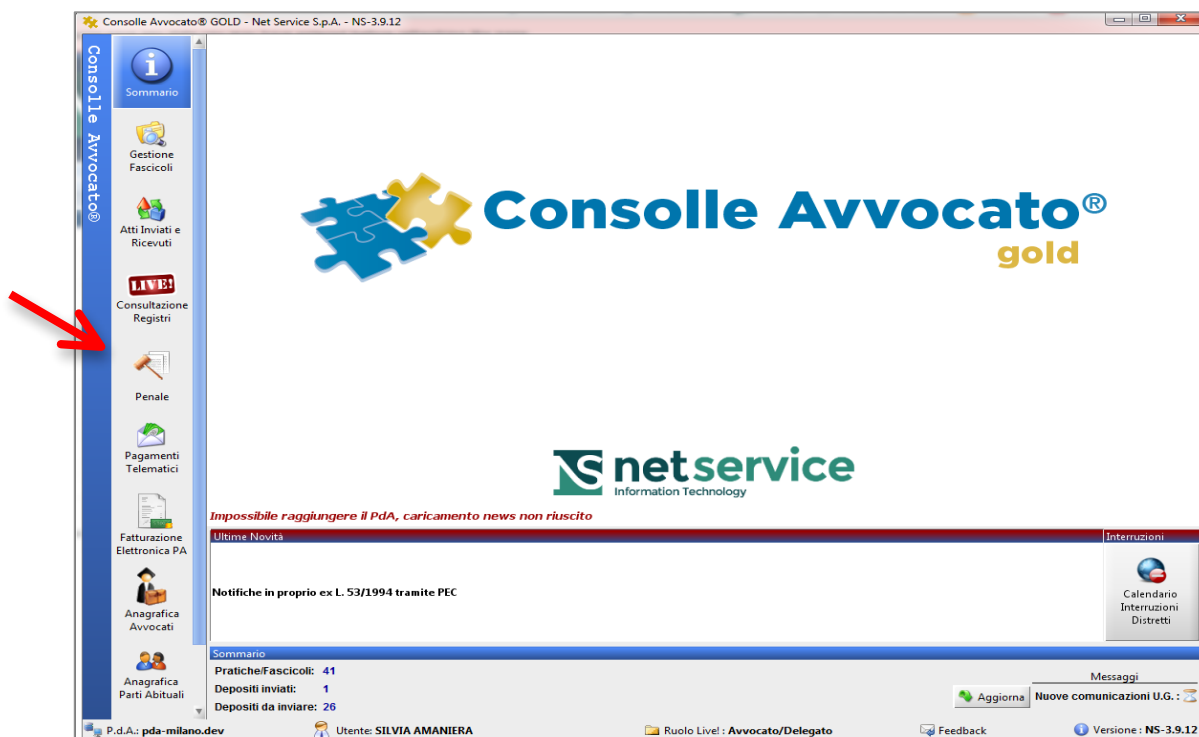 Consolle Avvocato® GOLD - Net Service S.p.A. - NS-3.9.12
Consolle Avvocato®
Sommario
Gestione
Fascicoli
Atti Inviati e
Ricevuti
LIVE!
Consultazione
Registri
Penale
Pagamenti
Telematici
Fatturazione
Elettronica PA
Anagrafica
Avvocati
Anagrafica
Parti Abituali
Consolle Avvocato®
gold
NS netservice
Information Technology
Impossibile raggiungere il PdA, caricamento news non riuscito
Ultime Novità
Interruzioni
Notifiche in proprio ex L. 53/1994 tramite PEC
Calendario
Interruzioni
Distretti
Sommario
Pratiche/Fascicoli: 41
Depositi inviati: 1
Depositi da inviare: 26
Messaggi
Aggiorna
Nuove comunicazioni U.G. :
P.d.A.: pda-milano.dev
Utente: SILVIA AMANIERA
Ruolo Live! : Avvocato/Delegato
Feedback
Versione : NS-3.9.12